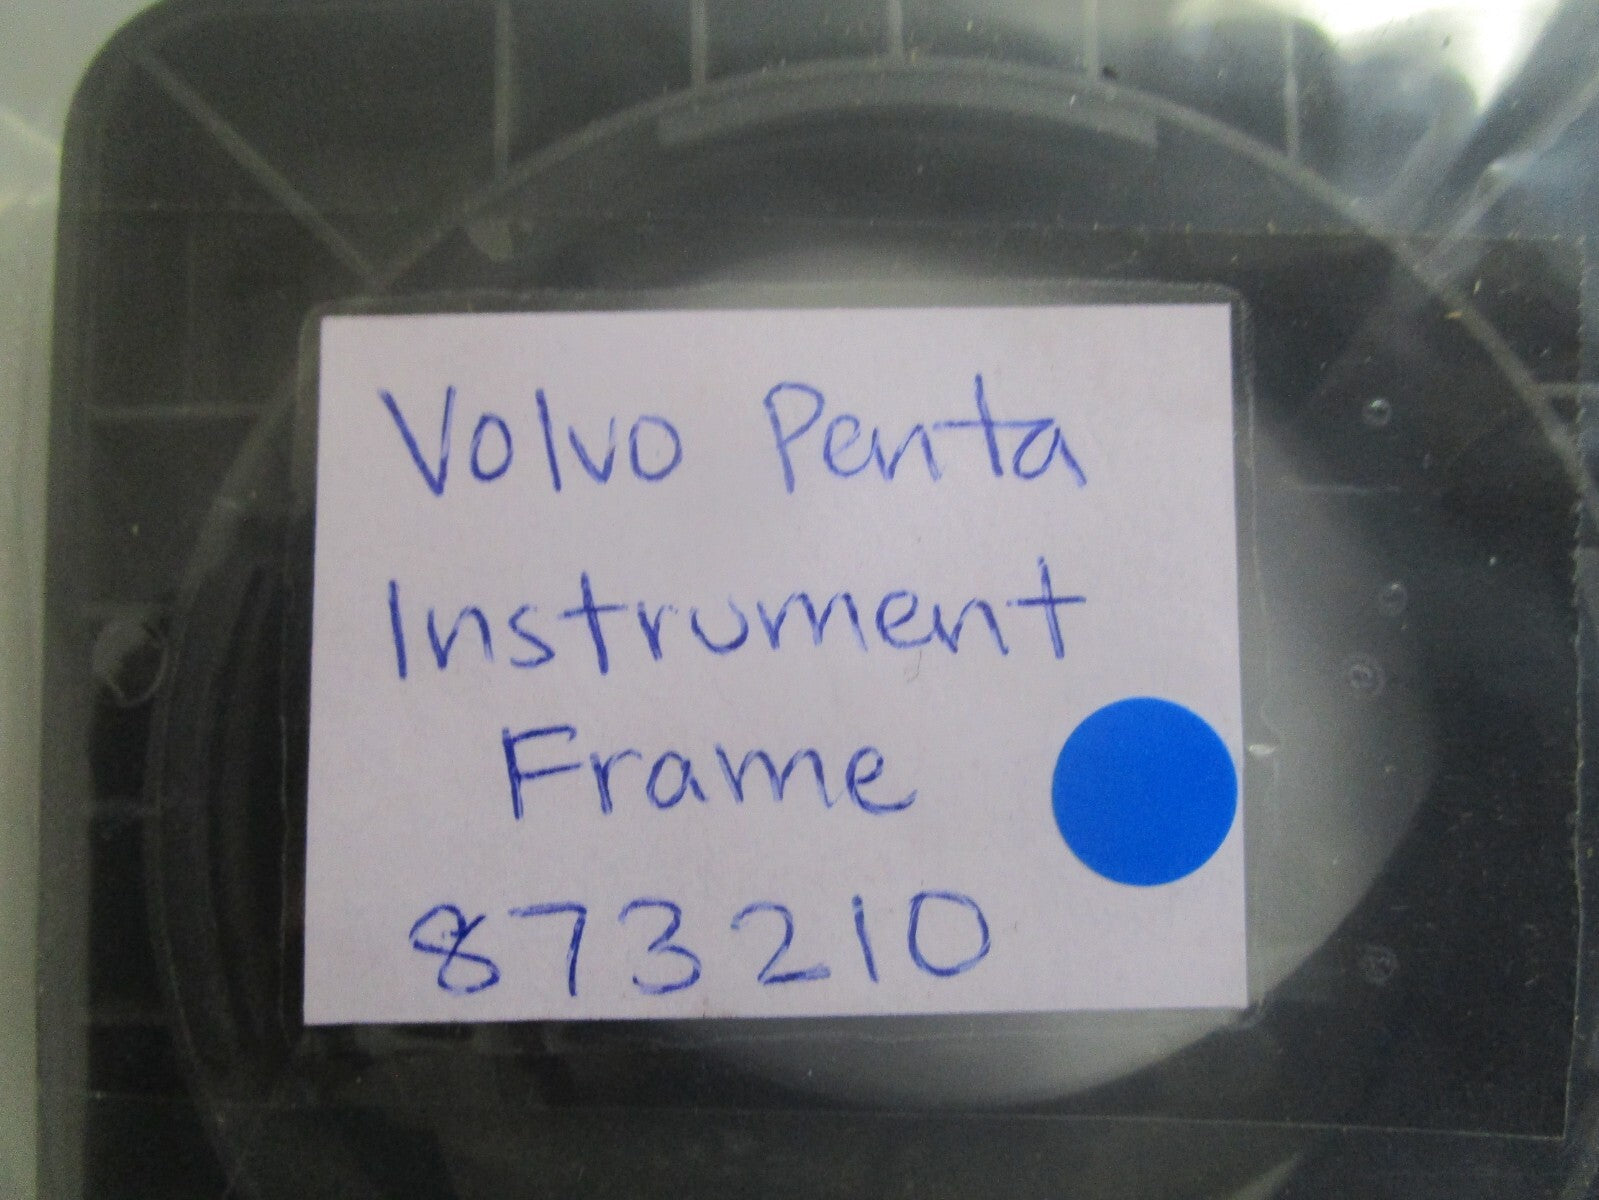 Volvo Penta
Instrument
Frame
873210